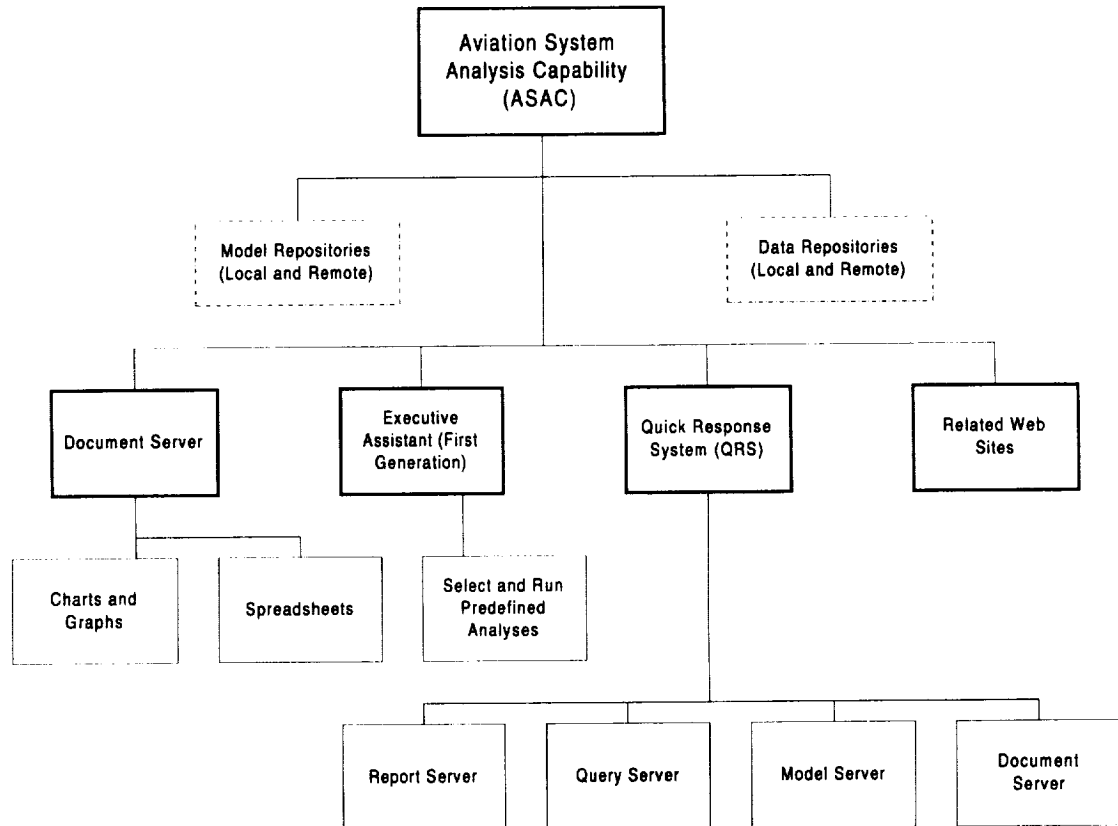 Aviation System
Analysis Capability
(ASAC)
Model Repositories
(Local and Remote)
Data Repositories
(Local and Remote)
Document Server
Executive
Assistant (First
Generation)
Quick Response
System (QRS)
Related Web
Sites
Charts and
Graphs
Spreadsheets
Select and Run
Predefined
Analyses
Report Server
Query Server
Model Server
Document
Server